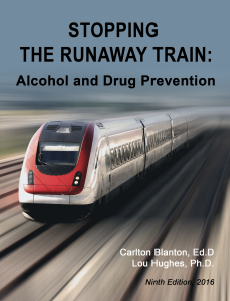 STOPPING
THE RUNAWAY TRAIN:
Alcohol and Drug Prevention
Carlton Blanton, Ed.D
Lou Hughes, Ph.D.
Ninth Edition, 2016